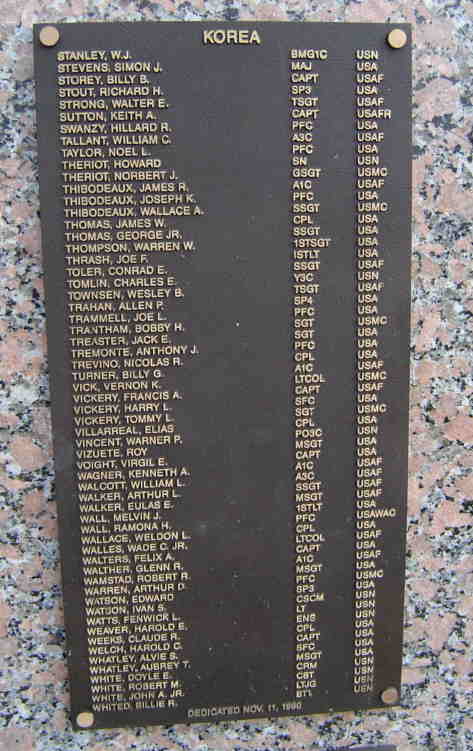 KOREA
STANLEY, W.J. BMG1C USN
STEVENS, SIMON J. MAJ USA
STOREY, BILLY B. CAPT USAF
STOUT, RICHARD H. SP3 USA
STRONG, WALTER E. TSGT USAF
SUTTON, KEITH A. CAPT USAFR
SWANZY, HILLARD R. PFC USA
TALLANT, WILLIAM C. A3C USAF
TAYLOR, NOEL L. PFC USA
THERIOT, HOWARD SN USN
THERIOT, NORBERT J. GSGT USMC
THIBODEAUX, JAMES R. A1C USAF
THIBODEAUX, JOSEPH K. PFC USA
THIBODEAUX, WALLACE A. SSGT USMC
THOMAS, JAMES W. CPL USA
THOMAS, GEORGE JR. SSGT USA
THOMPSON, WARREN W. 1STSGT USA
THRASH, JOE F. 1STLT USA
TOLER, CONRAD E. SSGT USAF
TOMLIN, CHARLES E. Y3C USN
TOWNSEN, WESLEY B. TSGT USAF
TRAHAN, ALLEN P. SP4 USA
TRAMMELL, JOE L. PFC USA
TRANTHAM, BOBBY H. SGT USMC
TREASTER, JACK E. SGT USA
TREMONTE, ANTHONY J. PFC USA
TREVINO, NICOLAS R. CPL USA
TURNER, BILLY G. A1C USAF
VICK, VERNON K. LTCOL USMC
VICKERY, FRANCIS A. CAPT USAF
VICKERY, HARRY L. SFC USA
VICKERY, TOMMY L. SGT USMC
VILLARREAL, ELIAS CPL USA
VINCENT, WARNER P. PO3C USN
VIZUETE, ROY MSGT USA
VOIGHT, VIRGIL E. CAPT USA
WAGNER, KENNETH A. A1C USAF
WALCOTT, WILLIAM L. A3C USAF
WALKER, ARTHUR L. SSGT USAF
WALKER, EULAS E. MSGT USAF
WALL, MELVIN J. 1STLT USA
WALL, RAMONA H. PFC USAWAC
WALLACE, WELDON L. CPL USA
WALLES, WADE C. JR. LTCOL USAF
WALTERS, FELIX A. CAPT USA
WALTHER, GLENN R. A1C USAF
WAMSTAD, ROBERT R. MSGT USA
WARREN, ARTHUR D. PFC USMC
WATSON, EDWARD SP3 USA
WATSON, IVAN S. CSCM USN
WATTS, FENWICK L. LT USN
WEAVER, HAROLD E. ENS USN
WEEKS, CLAUDE R. CPL USA
WELCH, HAROLD C. CAPT USA
WHATLEY, ALVIE S. SFC USA
WHATLEY, AUBREY T. MSGT USA
WHITE, DOYLE E. CRM USN
WHITE, ROBERT M. CBT USN
WHITE, JOHN A. JR. LTJG USN
WHITED, BILLIE R. BT1 USN
DEDICATED NOV. 11, 1990